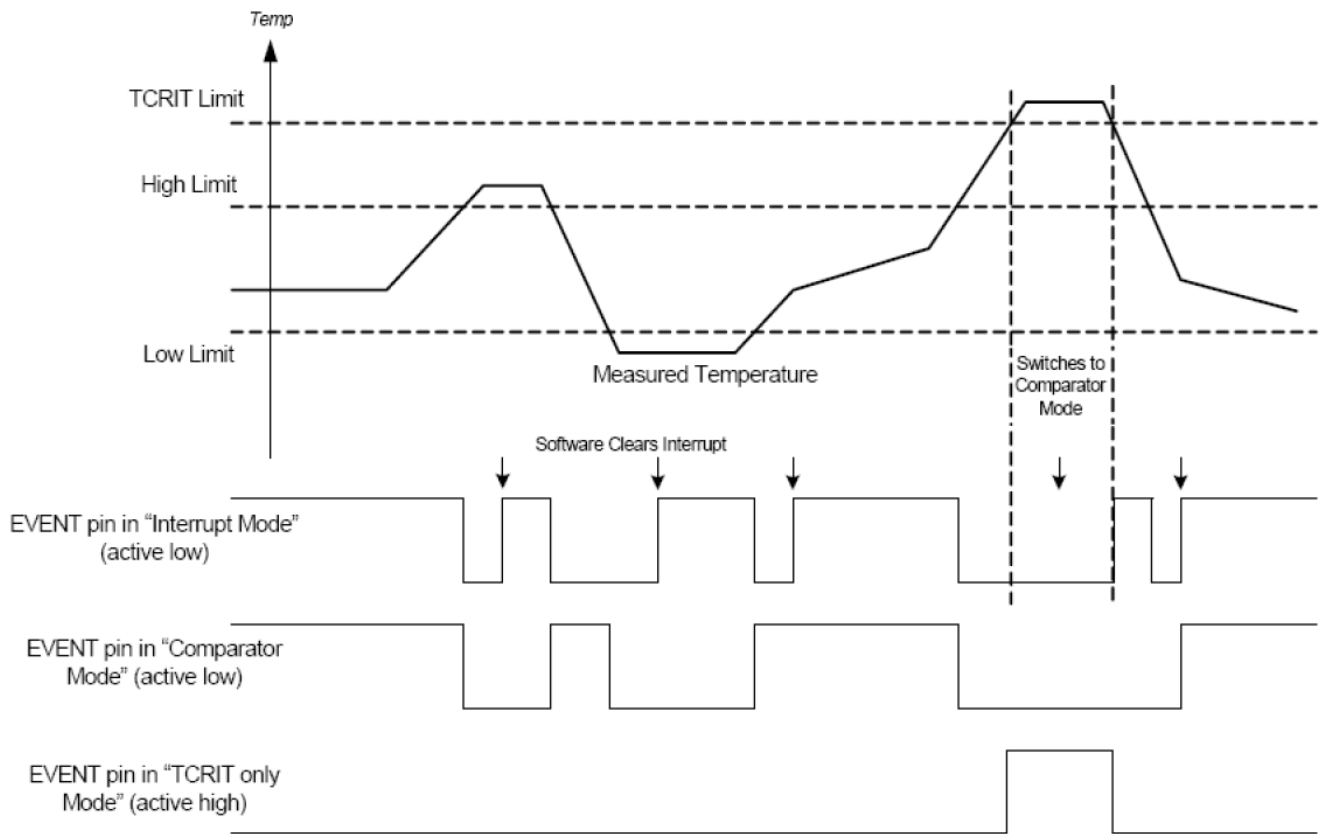 Temp
TCRIT Limit
High Limit
Low Limit
Measured Temperature
Switches to
Comparator
Mode
Software Clears Interrupt
EVENT pin in “Interrupt Mode”
(active low)
EVENT pin in “Comparator
Mode” (active low)
EVENT pin in “TCRIT only
Mode” (active high)